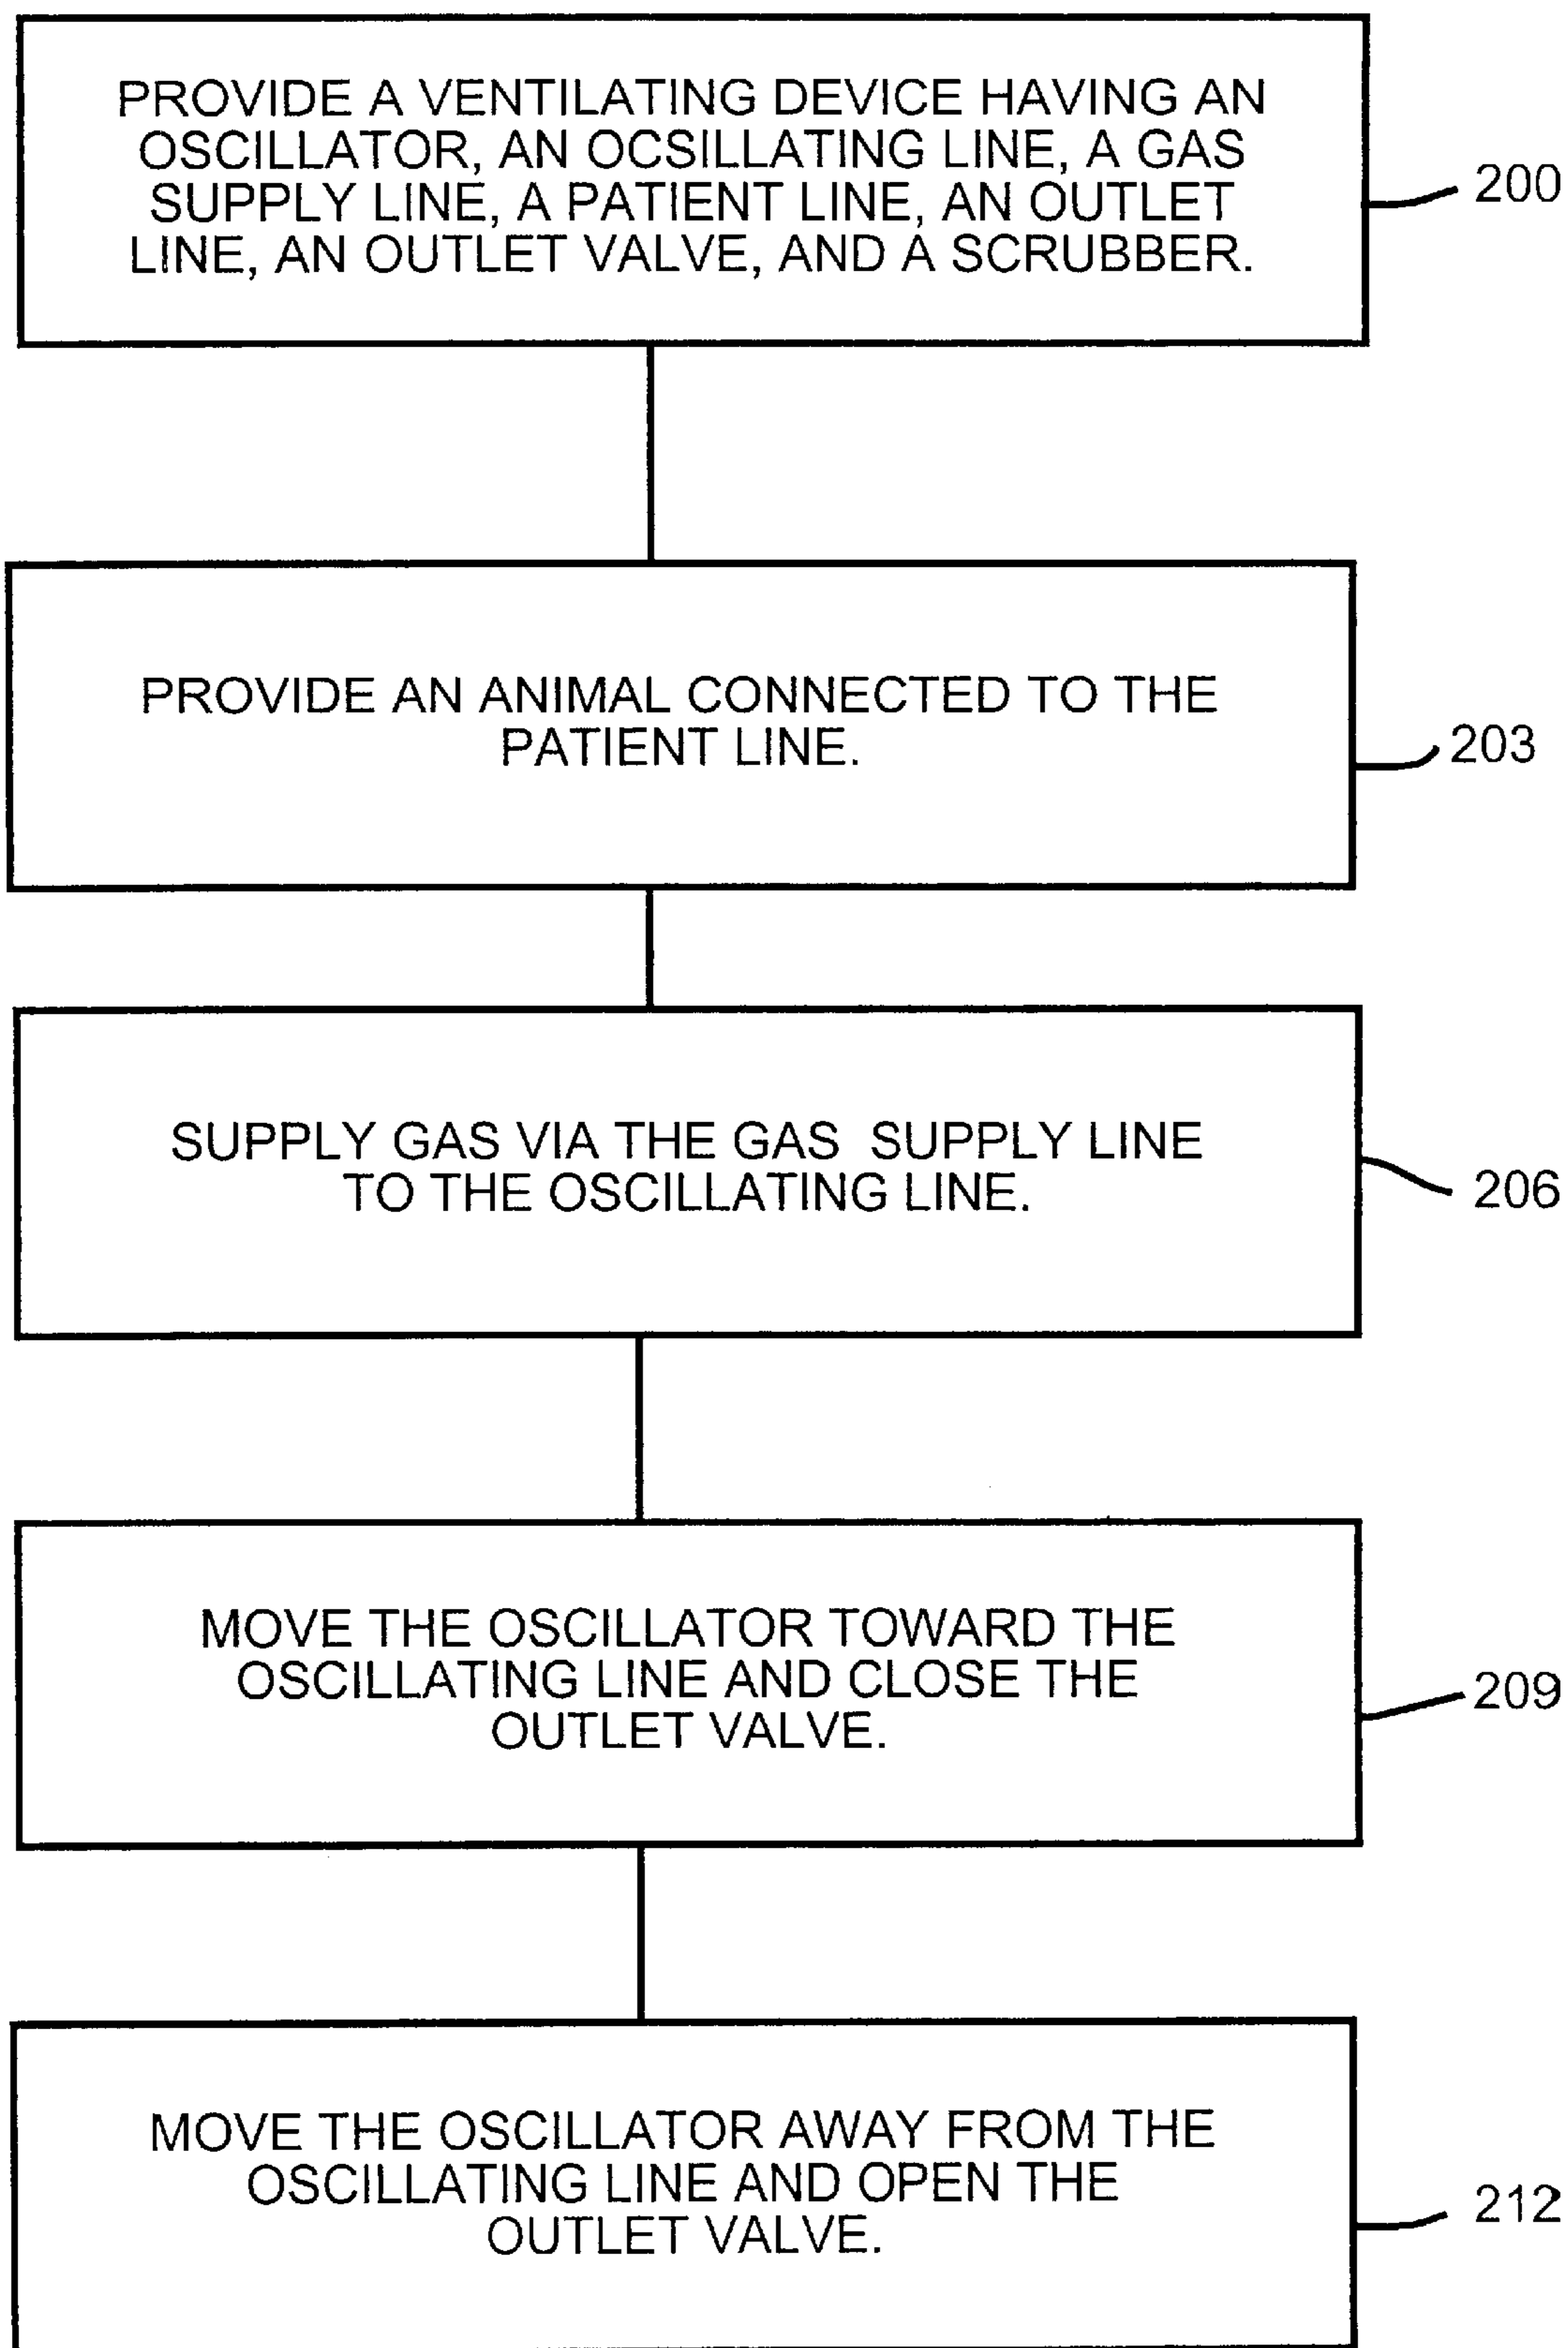 PROVIDE A VENTILATING DEVICE HAVING AN
OSCILLATOR, AN OCSILLATING LINE, A GAS
SUPPLY LINE, A PATIENT LINE, AN OUTLET
LINE, AN OUTLET VALVE, AND A SCRUBBER.
200
PROVIDE AN ANIMAL CONNECTED TO THE
PATIENT LINE.
203
SUPPLY GAS VIA THE GAS SUPPLY LINE
TO THE OSCILLATING LINE.
206
MOVE THE OSCILLATOR TOWARD THE
OSCILLATING LINE AND CLOSE THE
OUTLET VALVE.
209
MOVE THE OSCILLATOR AWAY FROM THE
OSCILLATING LINE AND OPEN THE
OUTLET VALVE.
212